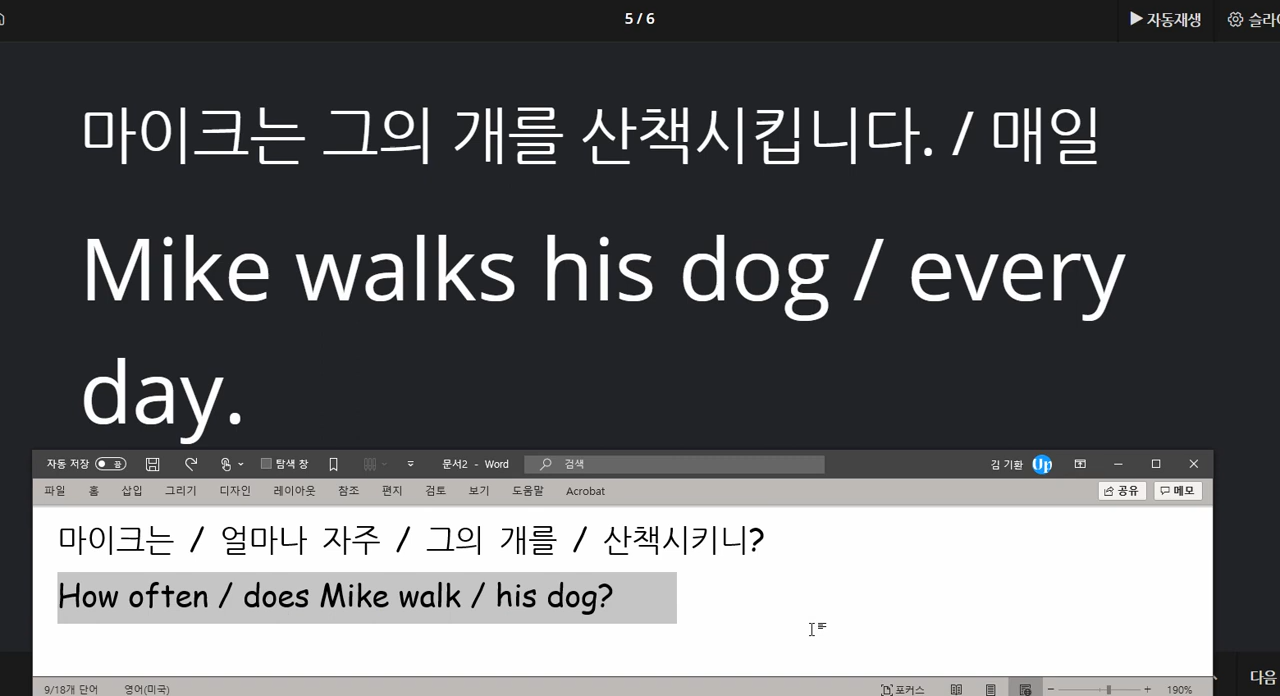 5 / 6
▶ 자동재생
마이크는 그의 개를 산책시킵니다. / 매일
Mike walks his dog / every
day.
자동 저장 끔
탐색 창
문서2 - Word
검색
김 기환
Up
파일 홈 삽입 그리기 디자인 레이아웃 참조 편지 검토 보기 도움말 Acrobat
공유 메모
마이크는 / 얼마나 자주 / 그의 개를 / 산책시키니?
How often / does Mike walk / his dog?
다음
9/18개 단어 영어(미국) 포커스 190%